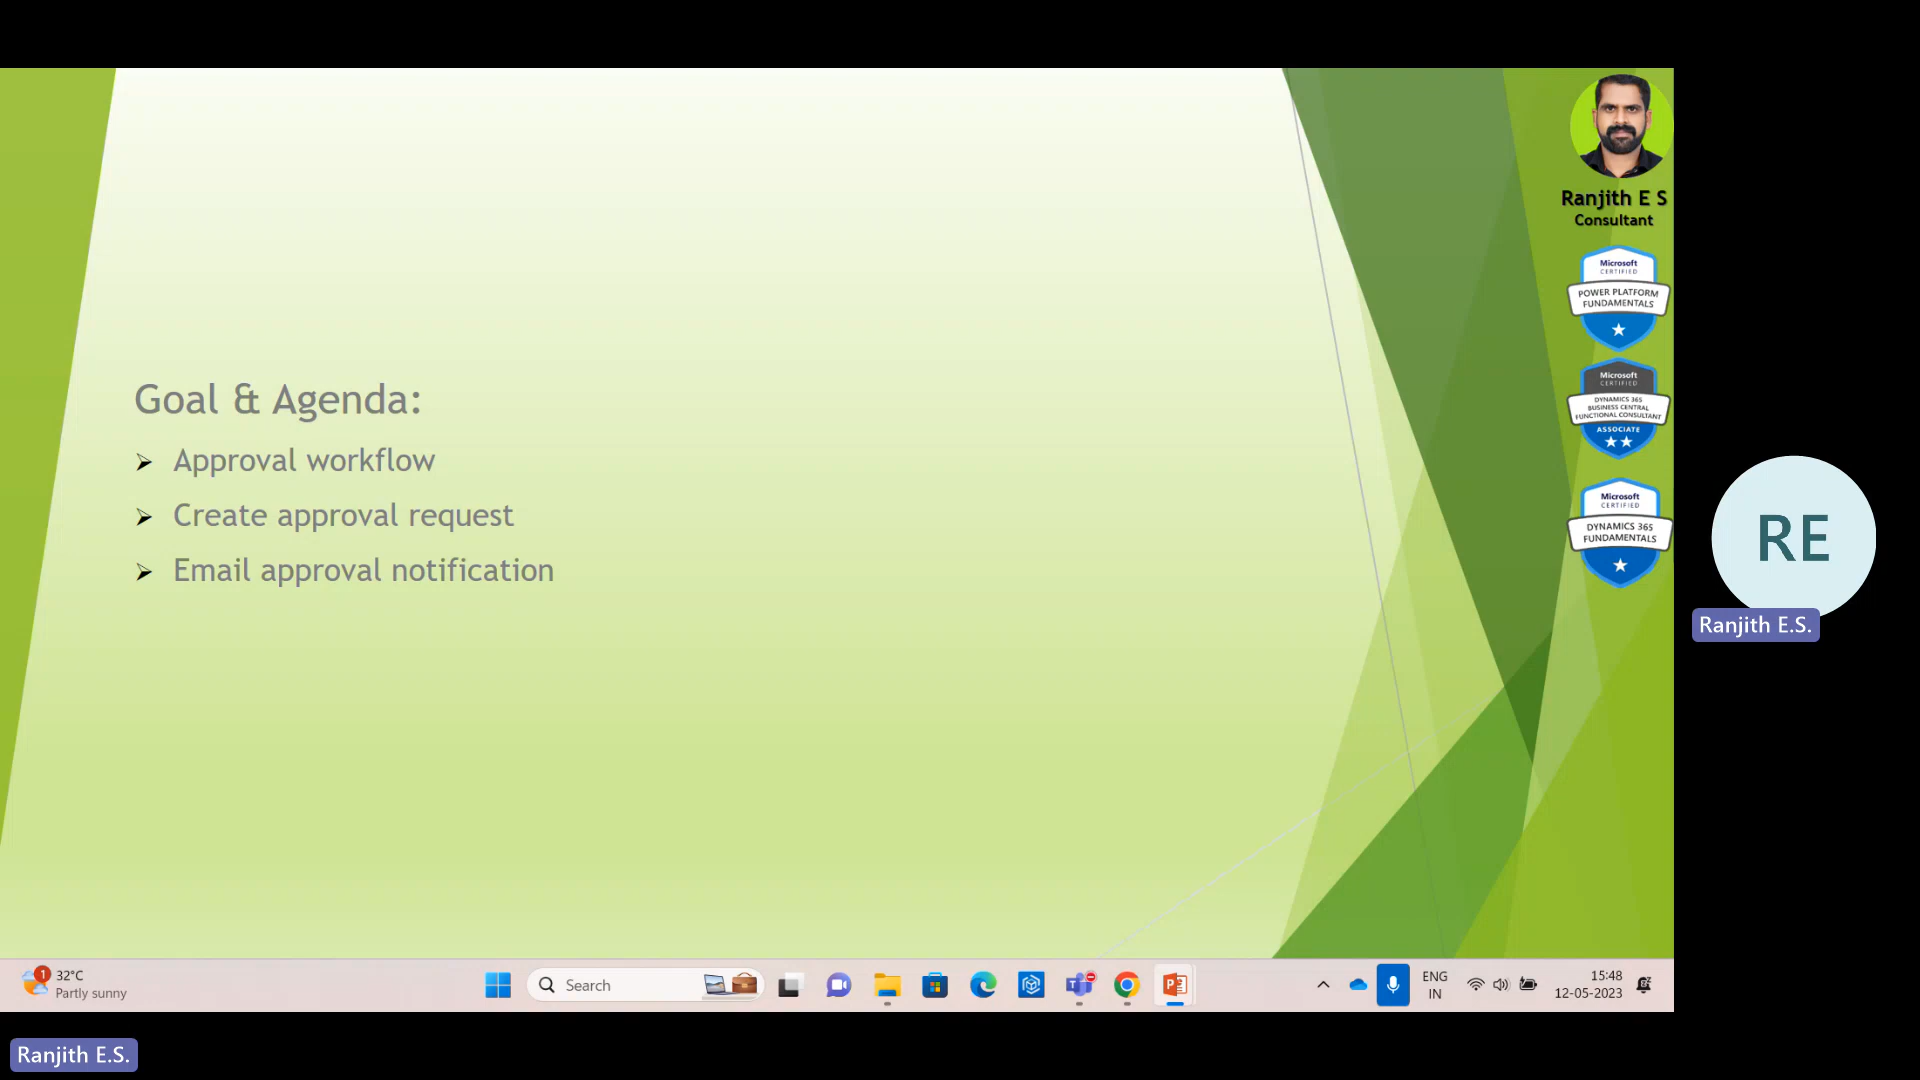 Ranjith E S
Consultant
Microsoft
CERTIFIED
POWER PLATFORM
FUNDAMENTALS
Microsoft
CERTIFIED
DYNAMICS 365
BUSINESS CENTRAL
FUNCTIONAL CONSULTANT
ASSOCIATE
Microsoft
CERTIFIED
DYNAMICS 365
FUNDAMENTALS
Goal & Agenda:
Approval workflow
Create approval request
Email approval notification
RE
Ranjith E.S.
1
32°C
Partly sunny
Search
ENG
IN
15:48
12-05-2023
Ranjith E.S.